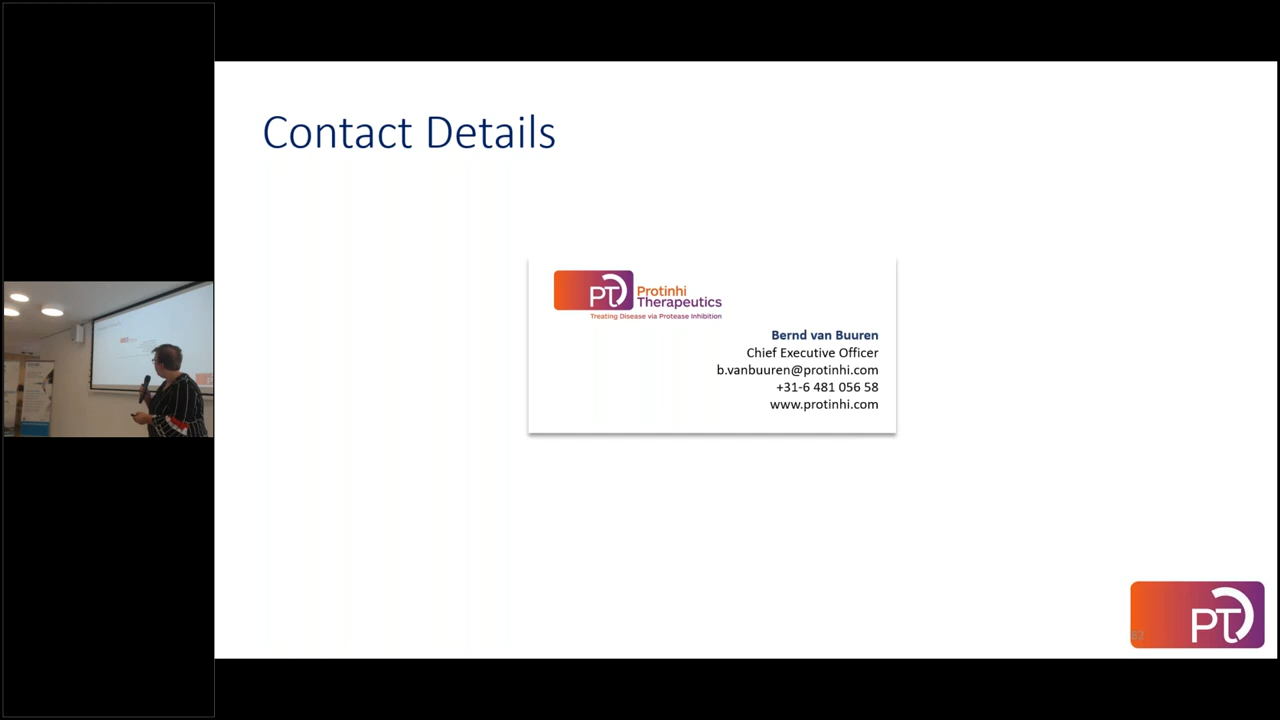 Contact Details
PT
Protinhi
Therapeutics
Treating Disease via Protease Inhibition
Bernd van Buuren
Chief Executive Officer
b.vanbuuren@protinhi.com
+31-6 481 056 58
www.protinhi.com
PT